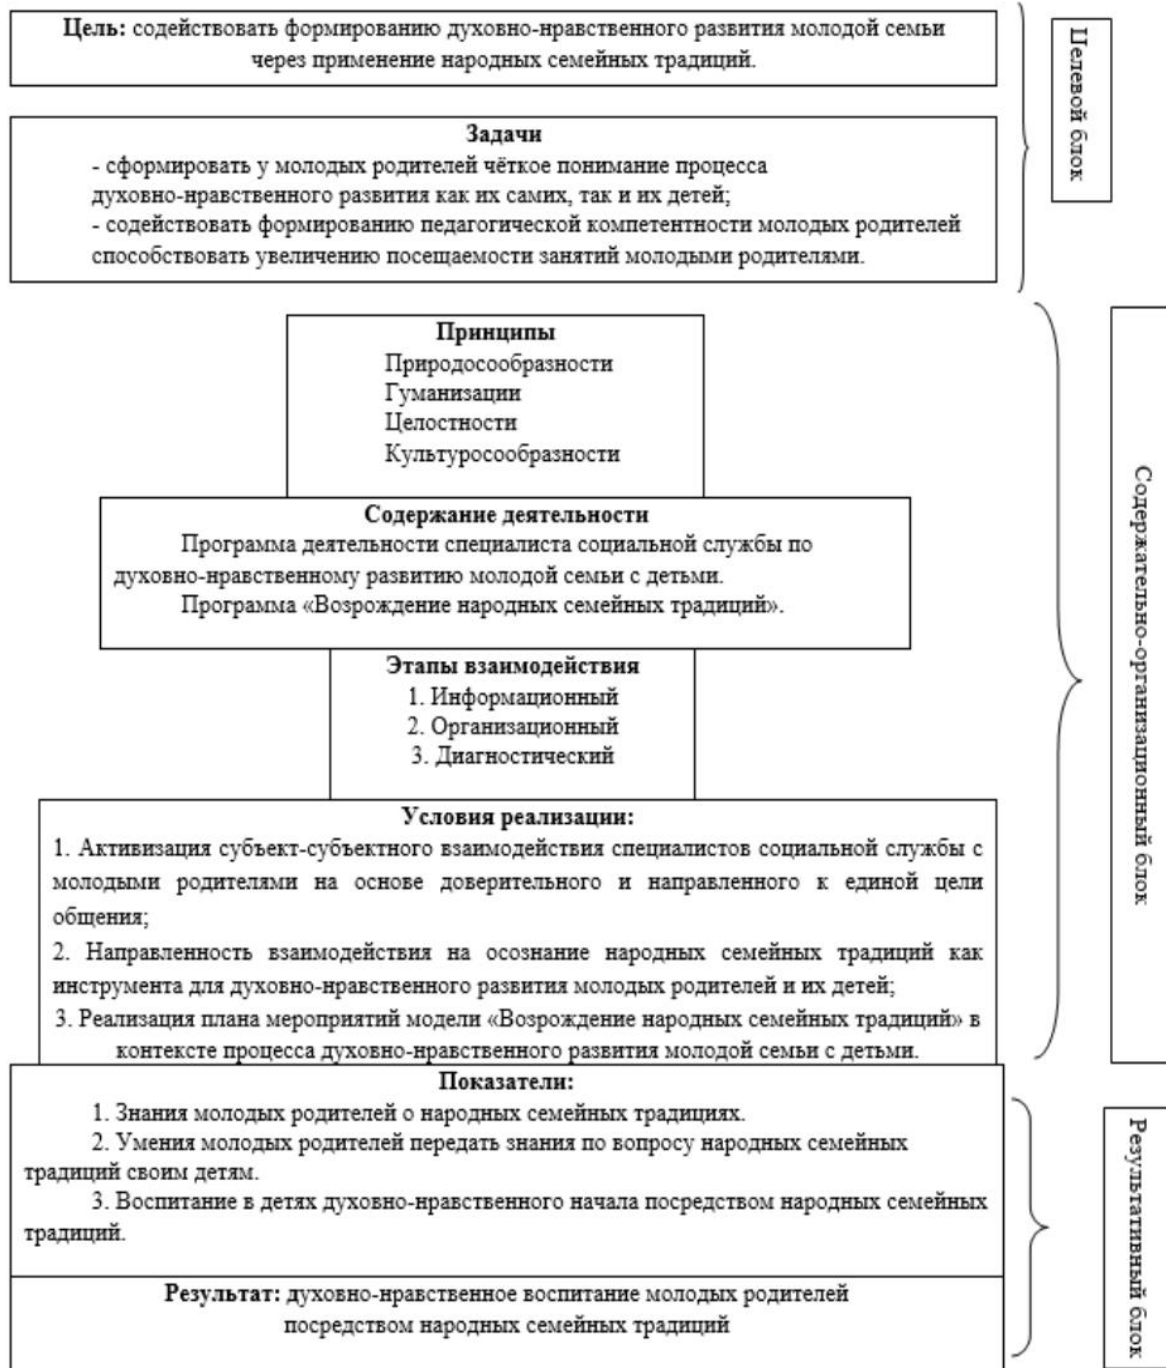 Цель: содействовать формированию духовно-нравственного развития молодой семьи
через применение народных семейных традиций.
Целевой блок
Задачи
- сформировать у молодых родителей чёткое понимание процесса
духовно-нравственного развития как их самих, так и их детей;
- содействовать формированию педагогической компетентности молодых родителей
способствовать увеличению посещаемости занятий молодыми родителями.
Принципы
Природосообразности
Гуманизации
Целостности
Культуросообразности
Содержание деятельности
Программа деятельности специалиста социальной службы по
духовно-нравственному развитию молодой семьи с детьми.
Программа «Возрождение народных семейных традиций».
Этапы взаимодействия
1. Информационный
2. Организационный
3. Диагностический
Содержательно-организационный блок
Условия реализации:
1. Активизация субъект-субъектного взаимодействия специалистов социальной службы с
молодыми родителями на основе доверительного и направленного к единой цели
общения;
2. Направленность взаимодействия на осознание народных семейных традиций как
инструмента для духовно-нравственного развития молодых родителей и их детей;
3. Реализация плана мероприятий модели «Возрождение народных семейных традиций» в
контексте процесса духовно-нравственного развития молодой семьи с детьми.
Показатели:
1. Знания молодых родителей о народных семейных традициях.
2. Умения молодых родителей передать знания по вопросу народных семейных
традиций своим детям.
3. Воспитание в детях духовно-нравственного начала посредством народных семейных
традиций.
Результативный блок
Результат: духовно-нравственное воспитание молодых родителей
посредством народных семейных традиций